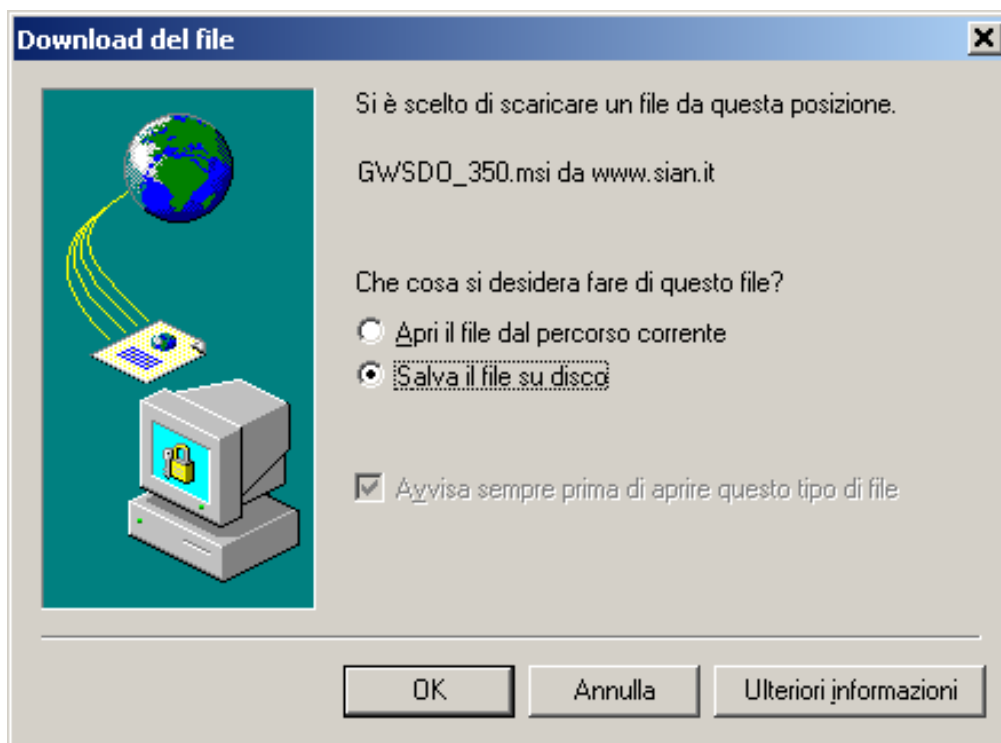 Download del file
Si è scelto di scaricare un file da questa posizione.
GWSDO_350.msi da www.sian.it
Che cosa si desidera fare di questo file?
Apri il file dal percorso corrente
Salva il file su disco
Avvisa sempre prima di aprire questo tipo di file
OK Annulla Ulteriori informazioni